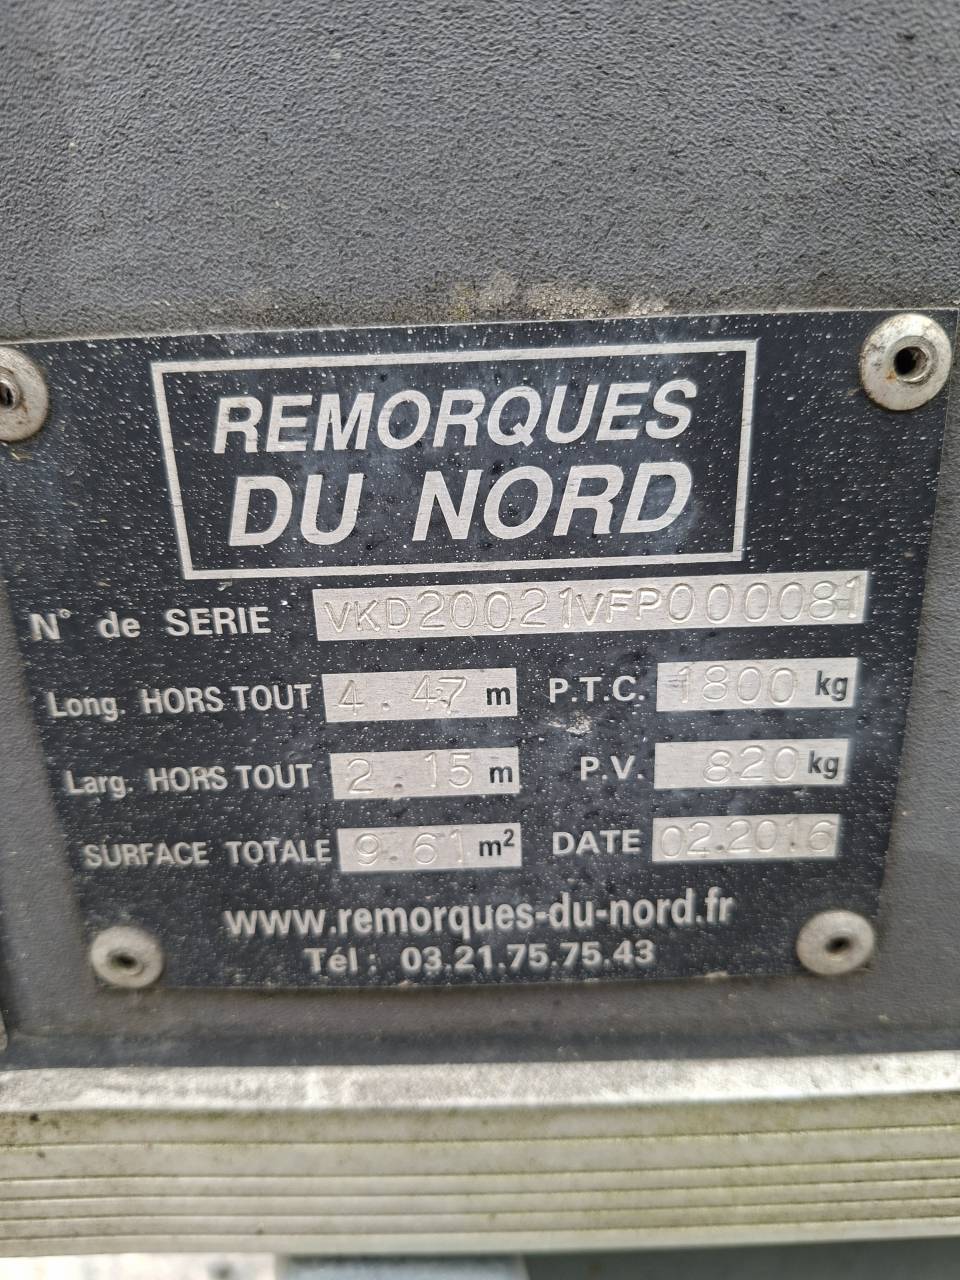 REMORQUES
DU NORD
N° de SERIE VKD20021VFP000081
Long. HORS TOUT 4.47 m P.T.C. 1800 kg
Larg. HORS TOUT 2.15 m P.V. 820 kg
SURFACE TOTALE 9.61 m² DATE 02.2016
www.remorques-du-nord.fr
Tél : 03.21.75.75.43